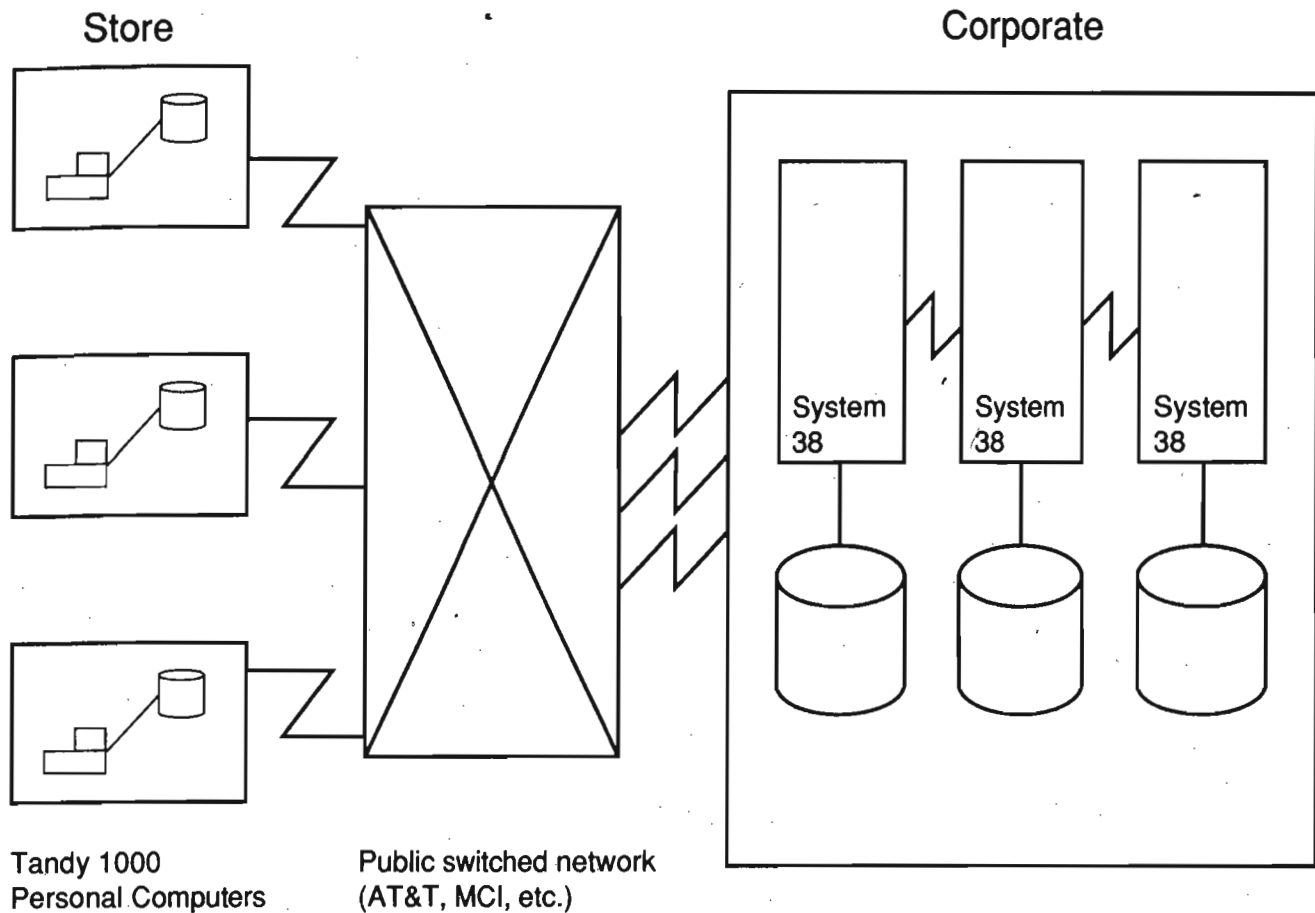 Store
Corporate
System
38
System
38
System
38
Tandy 1000
Personal Computers
Public switched network
(AT&T, MCI, etc.)